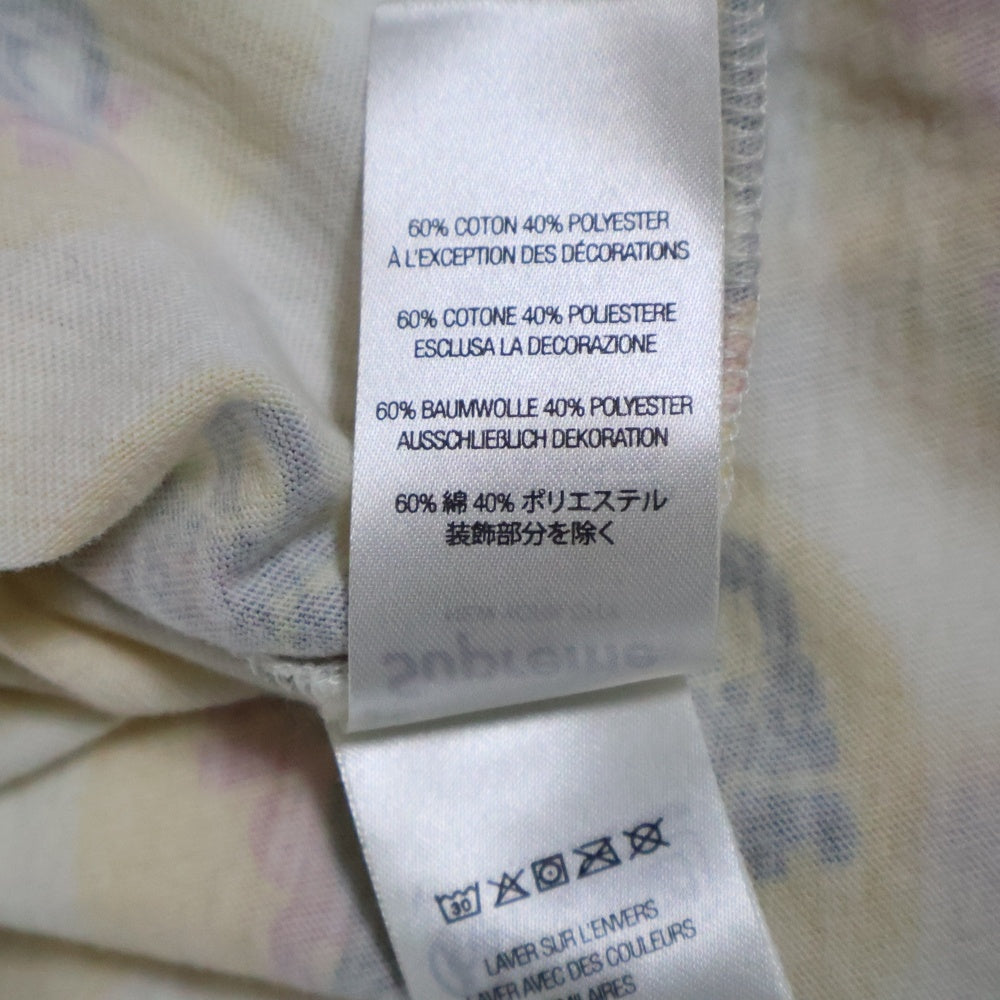 60% COTON 40% POLYESTER
À L'EXCEPTION DES DÉCORATIONS
60% COTONE 40% POLIESTERE
ESCLUSA LA DECORAZIONE
60% BAUMWOLLE 40% POLYESTER
AUSSCHLIEBLICH DEKORATION
60% 綿 40% ポリエステル
装飾部分を除く
Supreme
30
LAVER SUR L'ENVERS
LAVER AVEC DES COULEURS